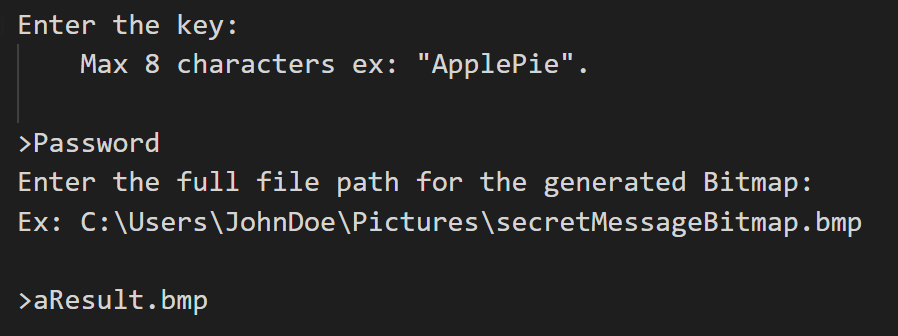 Enter the key:
Max 8 characters ex: "ApplePie".
>Password
Enter the full file path for the generated Bitmap:
Ex: C:\Users\JohnDoe\Pictures\secretMessageBitmap.bmp
>aResult.bmp